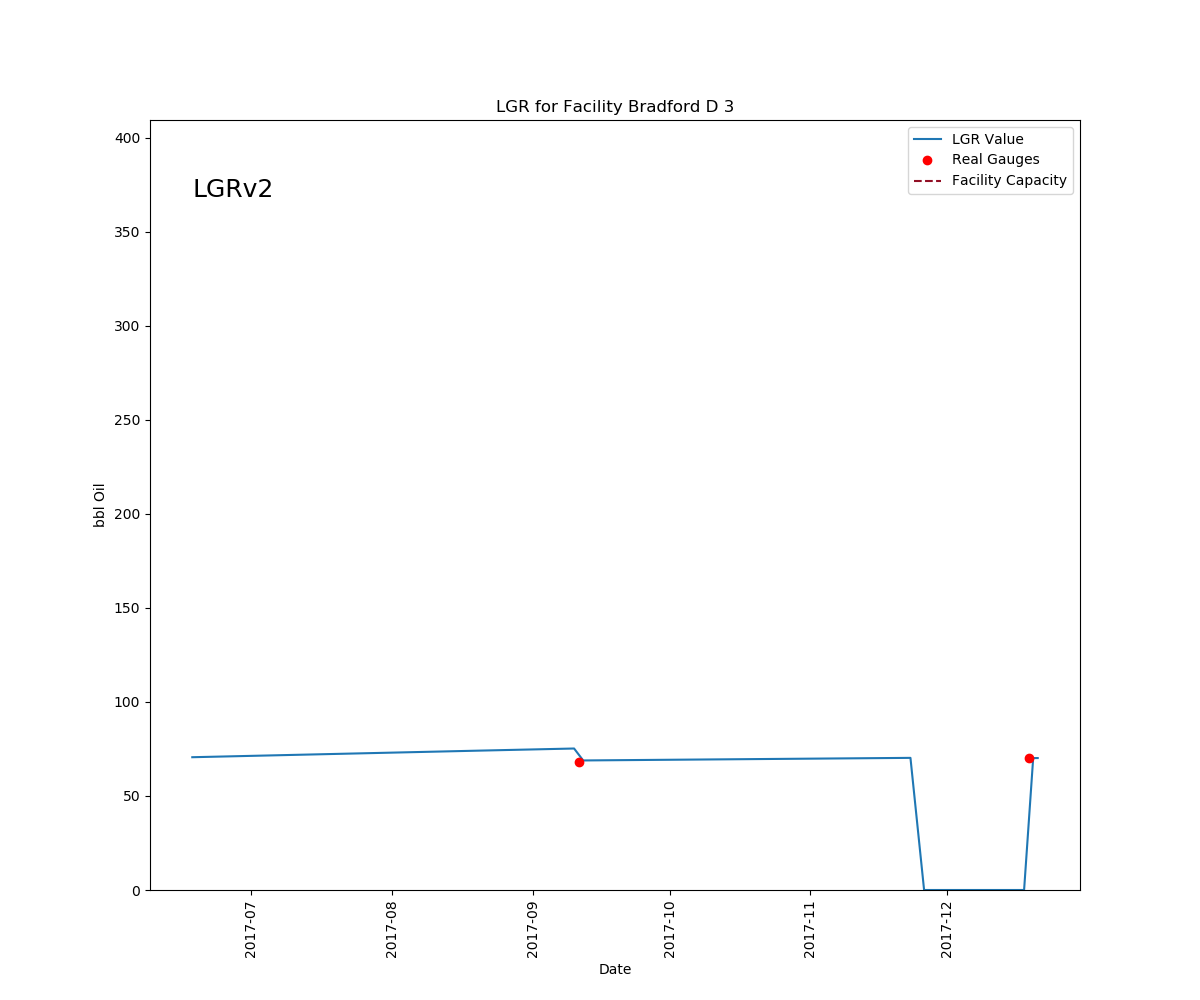 LGR for Facility Bradford D 3
LGRv2
LGR Value
Real Gauges
Facility Capacity
bbl Oil
400
350
300
250
200
150
100
50
0
2017-07
2017-08
2017-09
2017-10
2017-11
2017-12
Date